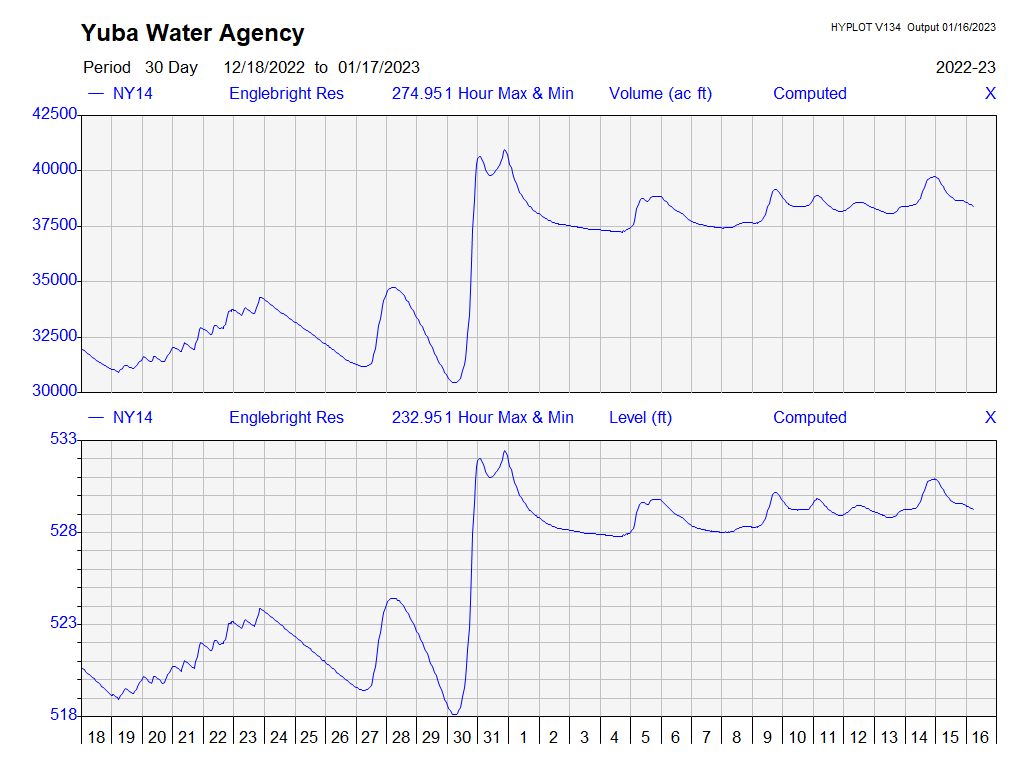 Yuba Water Agency
HYPLOT V134 Output 01/16/2023
Period 30 Day 12/18/2022 to 01/17/2023
2022-23
NY14 Englebright Res 274.951 Hour Max & Min Volume (ac ft) Computed X
42500
40000
37500
35000
32500
30000
NY14 Englebright Res 232.951 Hour Max & Min Level (ft) Computed X
533
528
523
518
18 19 20 21 22 23 24 25 26 27 28 29 30 31 1 2 3 4 5 6 7 8 9 10 11 12 13 14 15 16